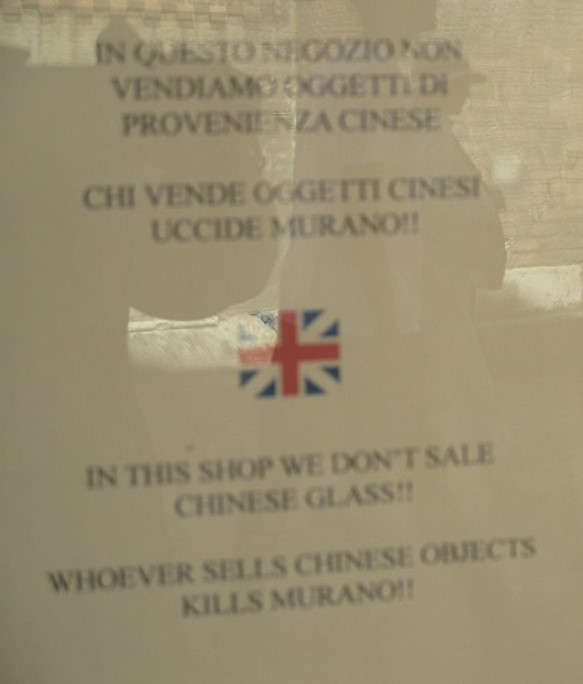 IN QUESTO NEGOZIO NON
VENDIAMO OGGETTI DI
PROVENIENZA CINESE
CHI VENDE OGGETTI CINESI
UCCIDE MURANO!!
IN THIS SHOP WE DON'T SALE
CHINESE GLASS!!
WHOEVER SELLS CHINESE OBJECTS
KILLS MURANO!!